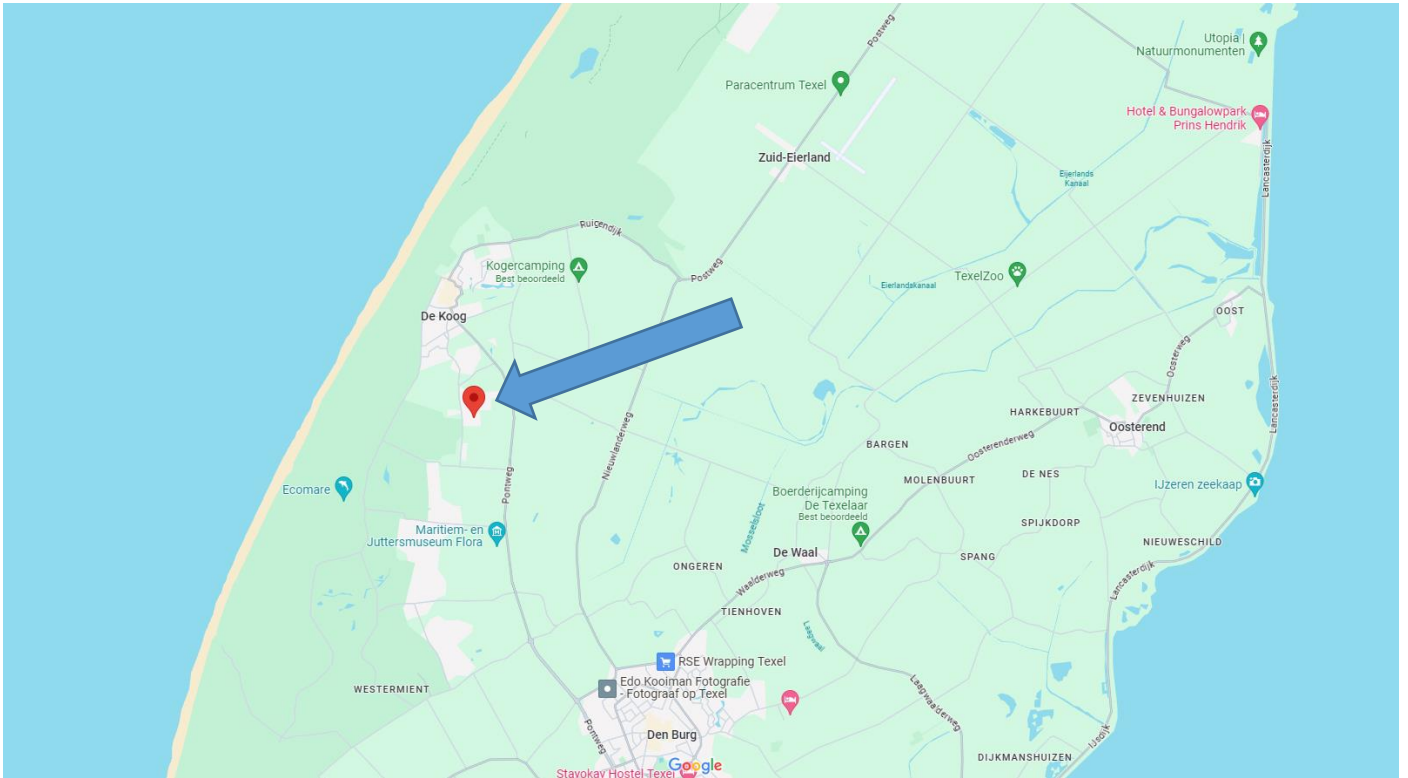 Utopia |
Natuurmonumenten
Postweg
Paracentrum Texel
Hotel & Bungalowpark
Prins Hendrik
Lancasterdijk
Zuid-Eierland
Eijerlands
Kanaal
Ruigendijk
Kogercamping
Best beoordeeld
Postweg
TexelZoo
Eierlandskanaal
De Koog
OOST
Oosterweg
ZEVENHUIZEN
Lancasterdijk
HARKEBUURT
Oosterend
Nieuwlanderweg
BARGEN
Oosterenderweg
MOLENBUURT
DE NES
Ecomare
Pontweg
Boerderijcamping
De Texelaar
Best beoordeeld
IJzeren zeekaap
Maritiem- en
Juttersmuseum Flora
Mosselsloot
SPIJKDORP
NIEUWESCHILD
De Waal
SPANG
ONGEREN
Waalderweg
Lancasterdijk
TIENHOVEN
Laagwaal
RSE Wrapping Texel
WESTERMIENT
Edo Kooiman Fotografie
- Fotograaf op Texel
Laagwaalderweg
Pontweg
Den Burg
IJsdijk
DIJKMANSHUIZEN
Google
Stayokay Hostel Texel